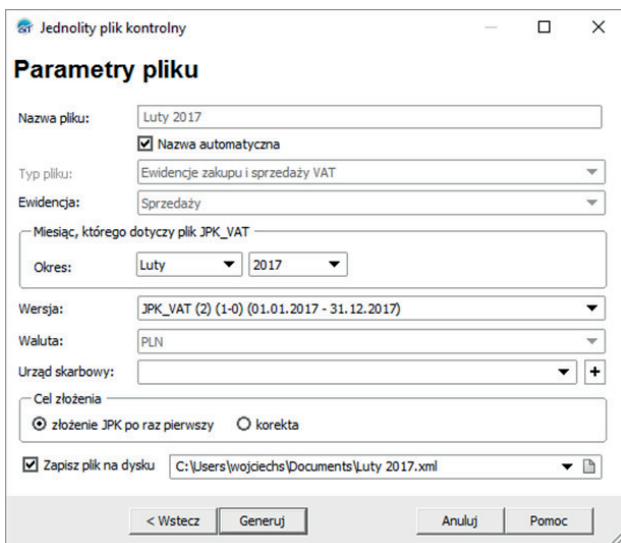 Jednolity plik kontrolny
Parametry pliku
Nazwa pliku: Luty 2017
Nazwa automatyczna
Typ pliku: Ewidencje zakupu i sprzedaży VAT
Ewidencja: Sprzedaży
Miesiąc, którego dotyczy plik JPK_VAT
Okres: Luty 2017
Wersja: JPK_VAT (2) (1-0) (01.01.2017 - 31.12.2017)
Waluta: PLN
Urząd skarbowy:
Cel złożenia
złożenie JPK po raz pierwszy korekta
Zapisz plik na dysku C:\Users\wojciechs\Documents\Luty 2017.xml
< Wstecz Generuj Anuluj Pomoc